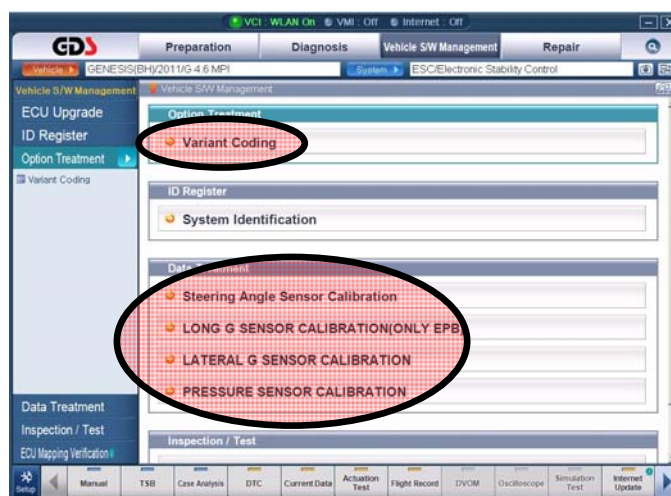 VCI : WLAN On VMI : Off Internet : Off
GDS Preparation Diagnosis Vehicle S/W Management Repair
Vehicle GENESIS(BH)/2011/G 4.6 MPI System ESC/Electronic Stability Control
Vehicle S/W Management Vehicle S/W Management
ECU Upgrade
ID Register
Option Treatment
Variant Coding
Option Treatment
Variant Coding
ID Register
System Identification
Data Treatment
Steering Angle Sensor Calibration
LONG G SENSOR CALIBRATION(ONLY EPB)
LATERAL G SENSOR CALIBRATION
PRESSURE SENSOR CALIBRATION
Data Treatment
Inspection / Test
ECU Mapping Verification
Inspection / Test
Setup Manual TSB Case Analysis DTC Current Data Actuation Test Flight Record DVOM Oscilloscope Simulation Test Internet Update